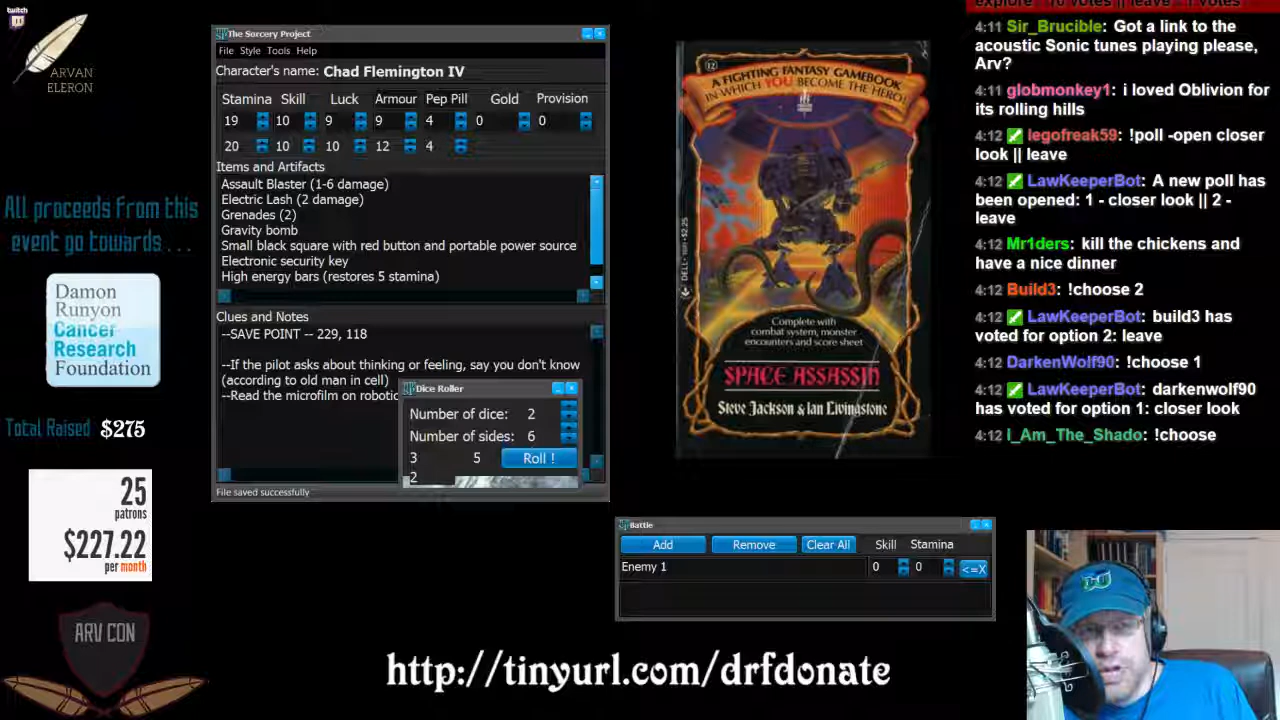 twitch
ARVAN
ELERON
All proceeds from this
event go towards . . .
Damon
Runyon
Cancer
Research
Foundation
Total Raised $275
25
patrons
$227.22
per month
ARV CON
The Sorcery Project
File Style Tools Help
Character's name: Chad Flemington IV
Stamina Skill Luck Armour Pep Pill Gold Provision
19 10 9 9 4 0 0
20 10 10 12 4
Items and Artifacts
Assault Blaster (1-6 damage)
Electric Lash (2 damage)
Grenades (2)
Gravity bomb
Small black square with red button and portable power source
Electronic security key
High energy bars (restores 5 stamina)
Clues and Notes
--SAVE POINT -- 229, 118
--If the pilot asks about thinking or feeling, say you don't know
(according to old man in cell)
--Read the microfilm on robotic
File saved successfully
Dice Roller
Number of dice: 2
Number of sides: 6
3 5 Roll !
2
12
A FIGHTING FANTASY GAMEBOOK
IN WHICH YOU BECOME THE HERO!
DELL
$2.25
Complete with
combat system, monster
encounters and score sheet
SPACE ASSASSIN
Steve Jackson & Ian Livingstone
Battle
Add Remove Clear All Skill Stamina
Enemy 1 0 0 <=X
http://tinyurl.com/drfdonate
explore 10 votes || leave - 1 votes
4:11 Sir_Brucible: Got a link to the
acoustic Sonic tunes playing please,
Arv?
4:11 globmonkey1: i loved Oblivion for
its rolling hills
4:12 legofreak59: !poll -open closer
look || leave
4:12 LawKeeperBot: A new poll has
been opened: 1 - closer look || 2 -
leave
4:12 Mr1ders: kill the chickens and
have a nice dinner
4:12 Build3: !choose 2
4:12 LawKeeperBot: build3 has
voted for option 2: leave
4:12 DarkenWolf90: !choose 1
4:12 LawKeeperBot: darkenwolf90
has voted for option 1: closer look
4:12 I_Am_The_Shado: !choose